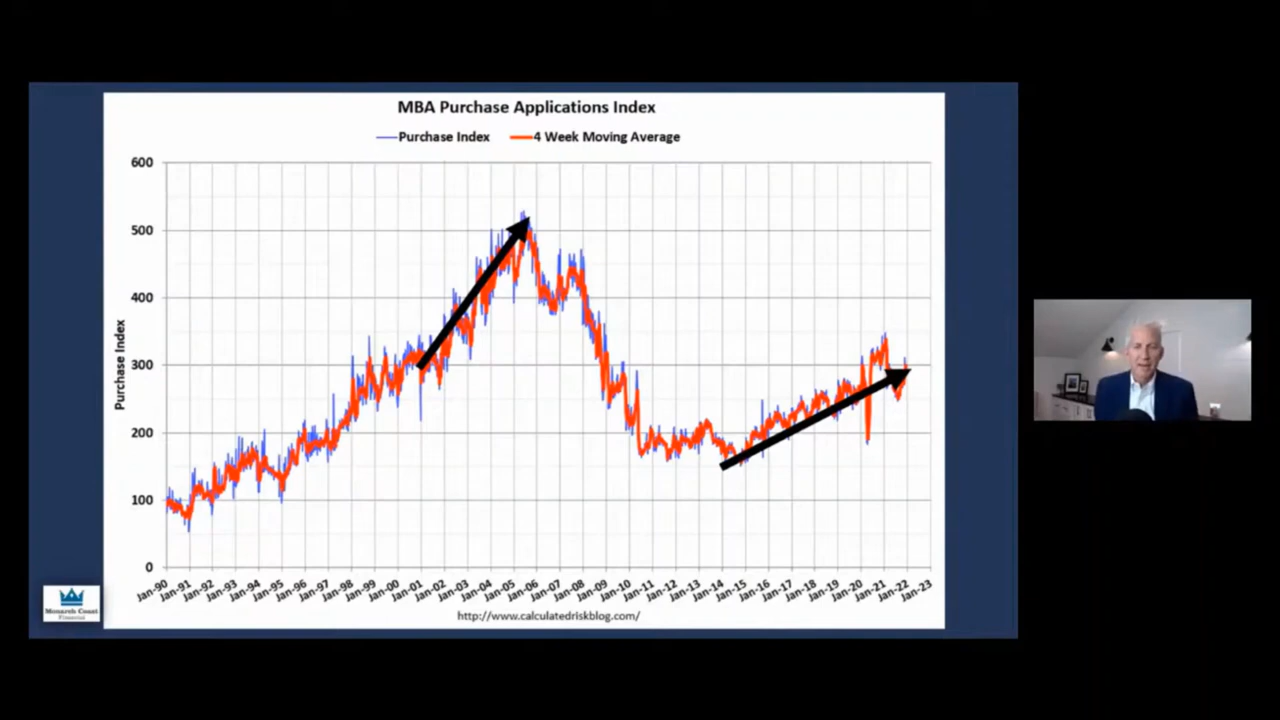 MBA Purchase Applications Index
Purchase Index
4 Week Moving Average
600
500
400
300
200
100
0
Purchase Index
Jan-90
Jan-91
Jan-92
Jan-93
Jan-94
Jan-95
Jan-96
Jan-97
Jan-98
Jan-99
Jan-00
Jan-01
Jan-02
Jan-03
Jan-04
Jan-05
Jan-06
Jan-07
Jan-08
Jan-09
Jan-10
Jan-11
Jan-12
Jan-13
Jan-14
Jan-15
Jan-16
Jan-17
Jan-18
Jan-19
Jan-20
Jan-21
Jan-22
Jan-23
http://www.calculatedriskblog.com/
Monarch Coast
Financial